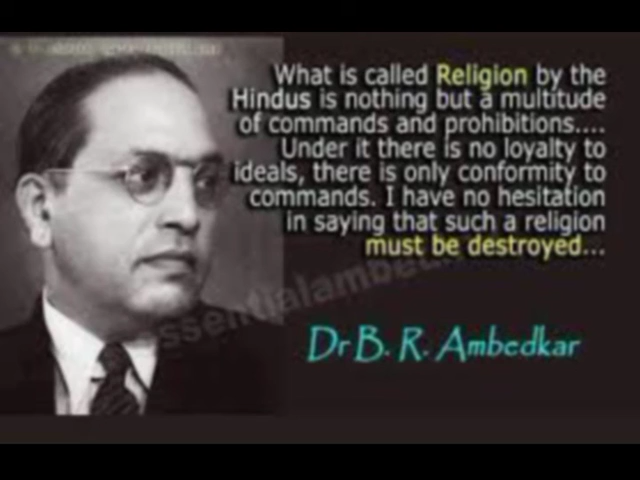 What is called Religion by the
Hindus is nothing but a multitude
of commands and prohibitions....
Under it there is no loyalty to
ideals, there is only conformity to
commands. I have no hesitation
in saying that such a religion
must be destroyed...
essentialambed
Dr B. R. Ambedkar